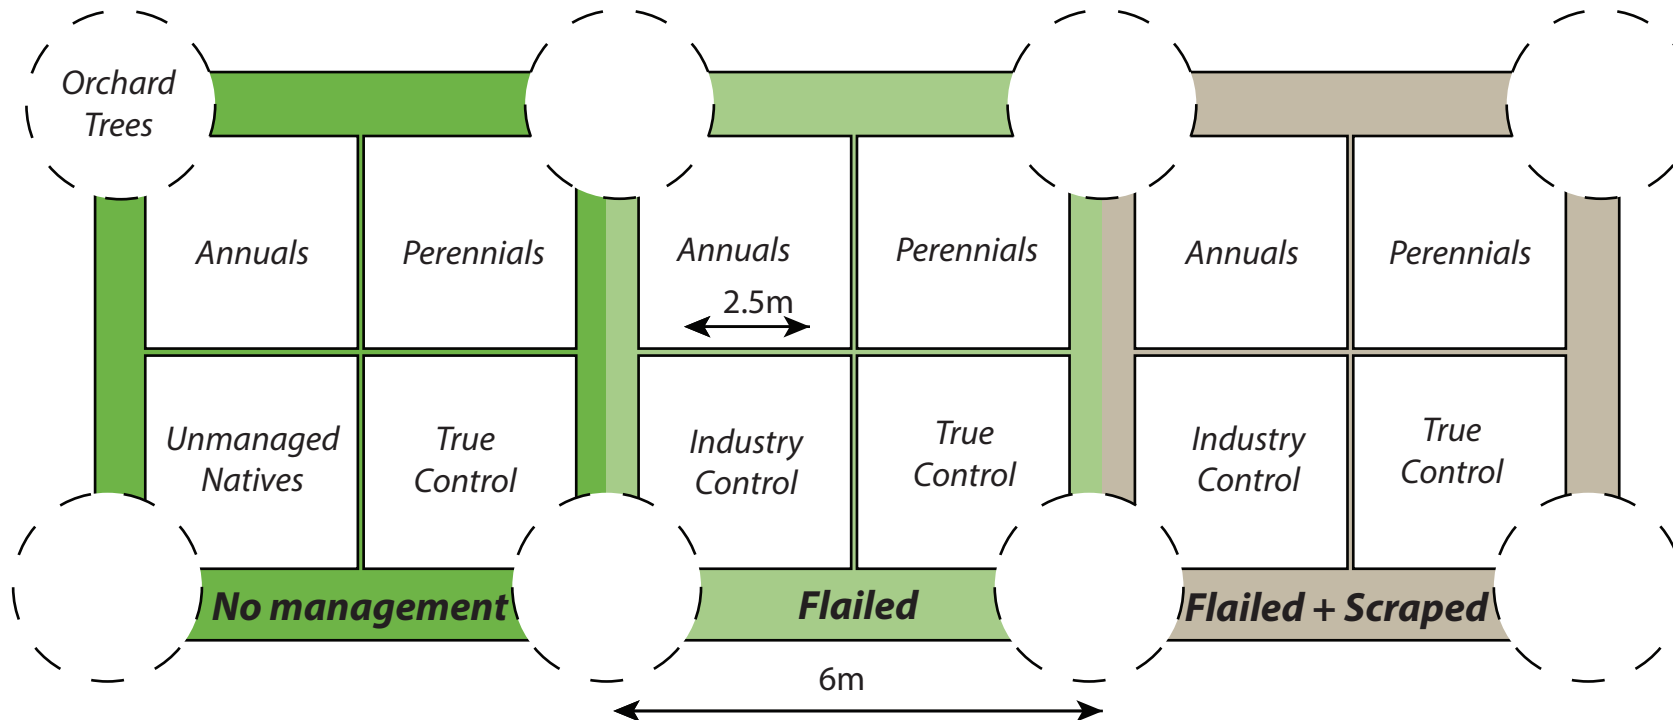 Orchard
Trees
Annuals
Perennials
Annuals
Perennials
Annuals
Perennials
2.5m
Unmanaged
Natives
True
Control
Industry
Control
True
Control
Industry
Control
True
Control
No management
Flailed
Flailed + Scraped
6m